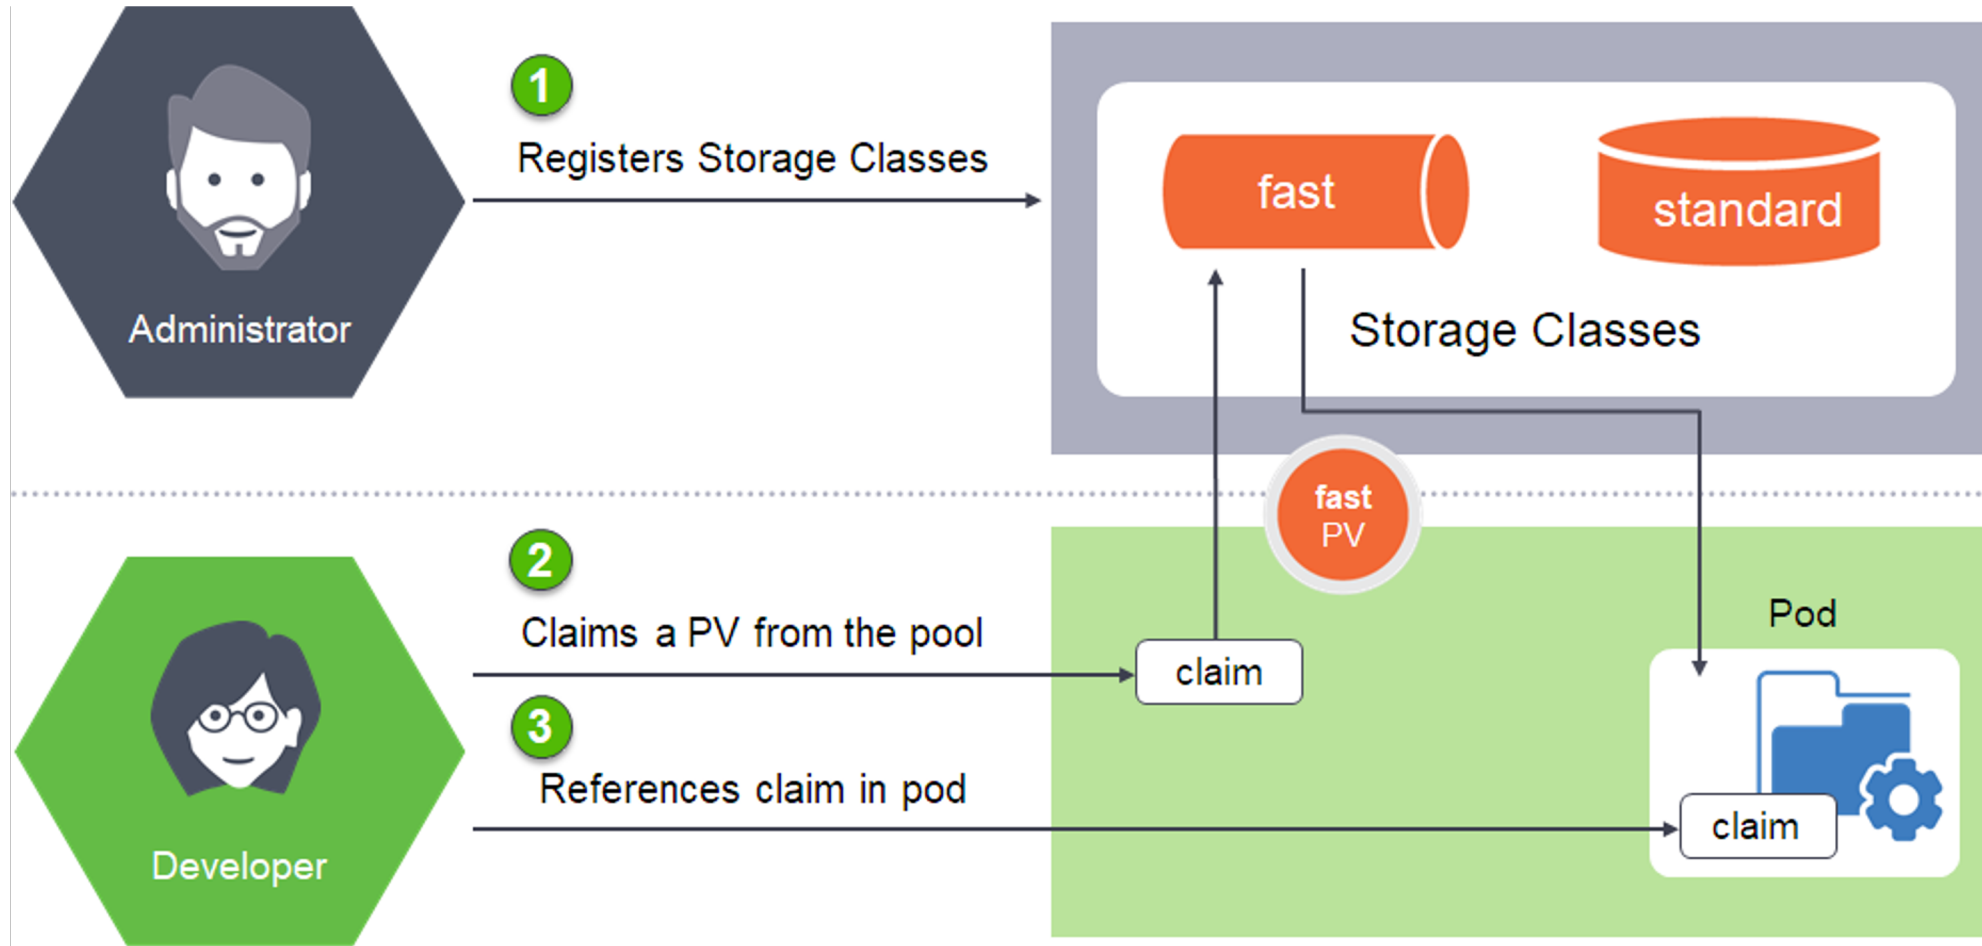 1
Registers Storage Classes
Administrator
fast
standard
Storage Classes
fast
PV
2
Claims a PV from the pool
claim
Pod
3
References claim in pod
claim
Developer